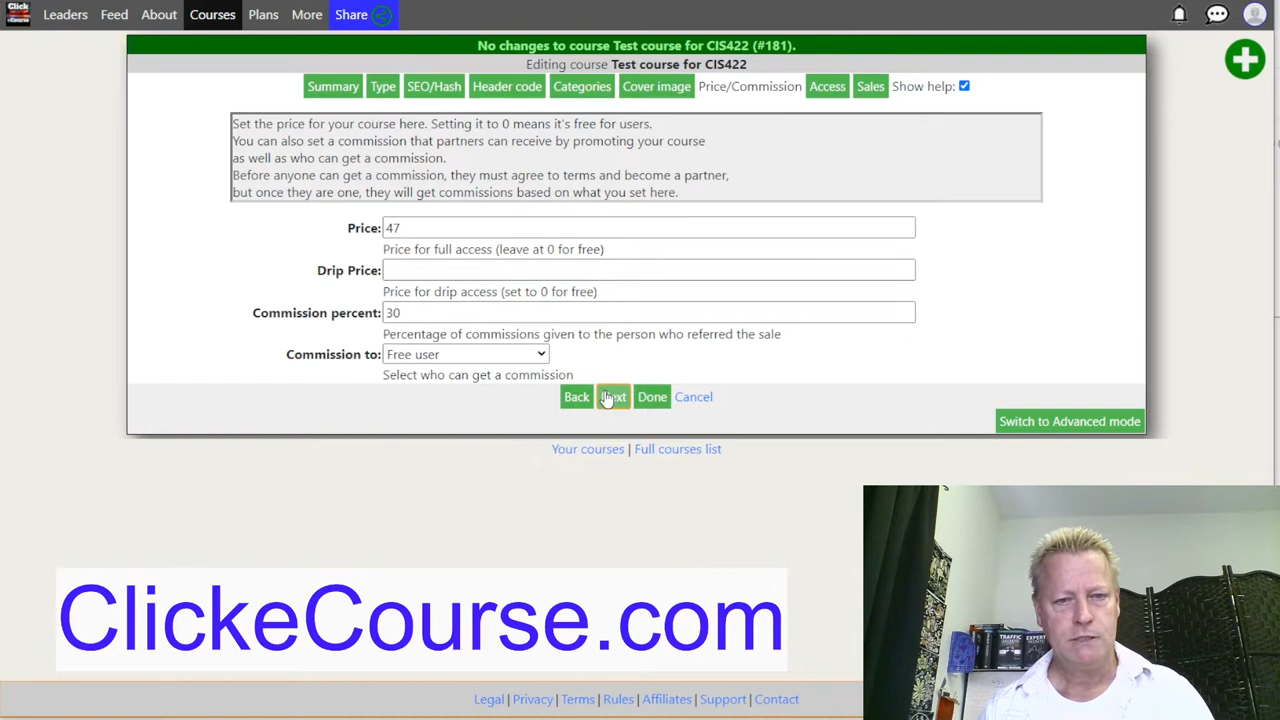 Click
eCourse
Leaders Feed About Courses Plans More Share
No changes to course Test course for CIS422 (#181).
Editing course Test course for CIS422
Summary Type SEO/Hash Header code Categories Cover image Price/Commission Access Sales Show help:
Set the price for your course here. Setting it to 0 means it's free for users.
You can also set a commission that partners can receive by promoting your course
as well as who can get a commission.
Before anyone can get a commission, they must agree to terms and become a partner,
but once they are one, they will get commissions based on what you set here.
Price: 47
Price for full access (leave at 0 for free)
Drip Price:
Price for drip access (set to 0 for free)
Commission percent: 30
Percentage of commissions given to the person who referred the sale
Commission to: Free user
Select who can get a commission
Back Next Done Cancel
Switch to Advanced mode
Your courses | Full courses list
ClickeCourse.com
TRAFFIC
SECRETS
EXPERT
SECRETS
Legal | Privacy | Terms | Rules | Affiliates | Support | Contact